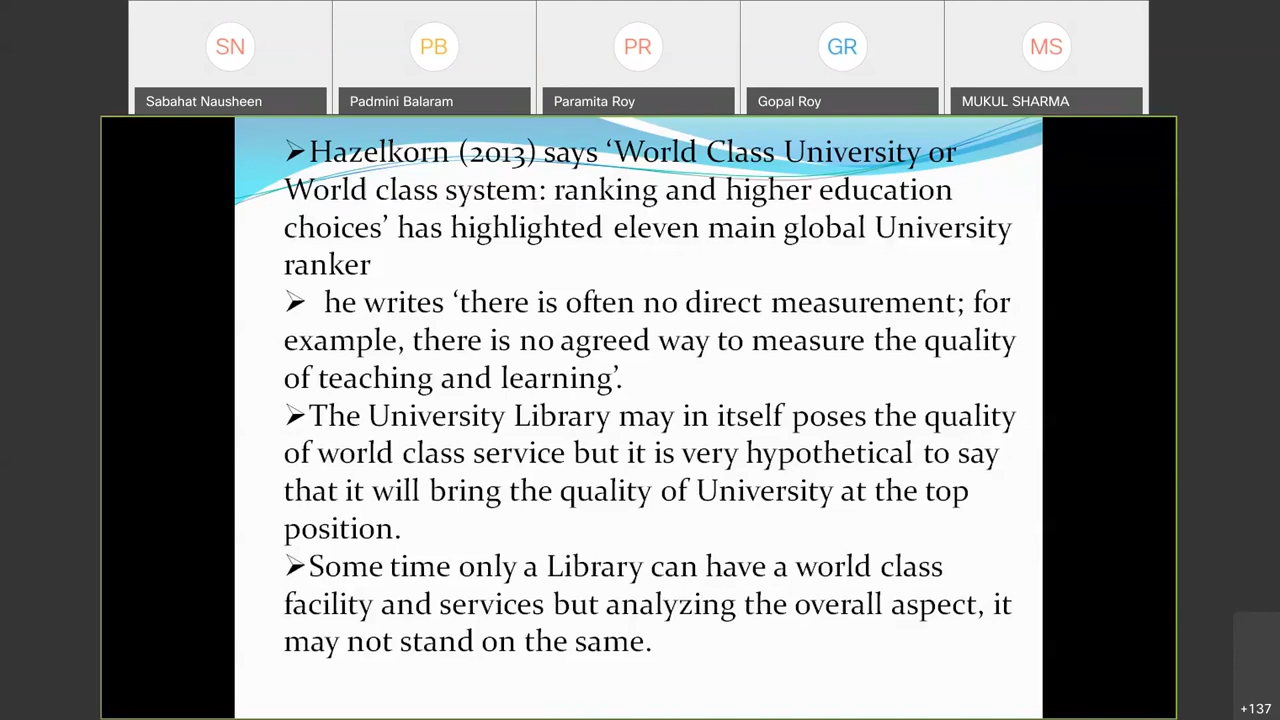 SN PB PR GR MS
Sabahat Nausheen Padmini Balaram Paramita Roy Gopal Roy MUKUL SHARMA
➢Hazelkorn (2013) says ‘World Class University or
World class system: ranking and higher education
choices’ has highlighted eleven main global University
ranker
➢ he writes ‘there is often no direct measurement; for
example, there is no agreed way to measure the quality
of teaching and learning’.
➢The University Library may in itself poses the quality
of world class service but it is very hypothetical to say
that it will bring the quality of University at the top
position.
➢Some time only a Library can have a world class
facility and services but analyzing the overall aspect, it
may not stand on the same.
+137